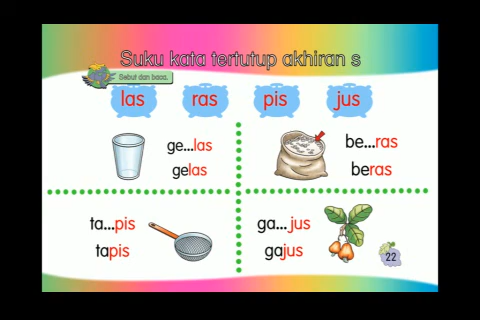 Suku kata tertutup akhiran s
Sebut dan baca.
las ras pis jus
ge...las
gelas
be...ras
beras
ta...pis
tapis
ga...jus
gajus
22